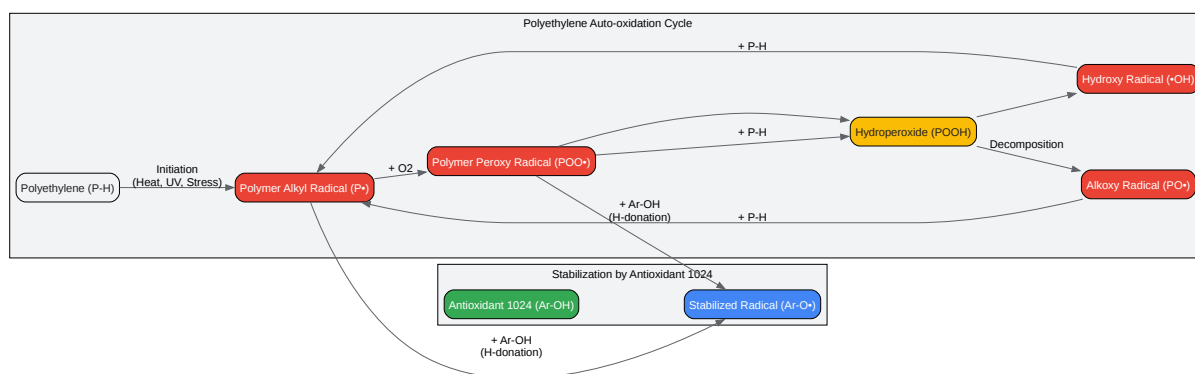 Polyethylene Auto-oxidation Cycle
+ P-H
Hydroxy Radical (•OH)
Hydroperoxide (POOH)
+ P-H
Decomposition
Polymer Peroxy Radical (POO•)
+ O2
Initiation
(Heat, UV, Stress)
Polyethylene (P-H)
Polymer Alkyl Radical (P•)
Alkoxy Radical (PO•)
+ Ar-OH
(H-donation)
+ P-H
Stabilization by Antioxidant 1024
Antioxidant 1024 (Ar-OH)
Stabilized Radical (Ar-O•)
+ Ar-OH
(H-donation)